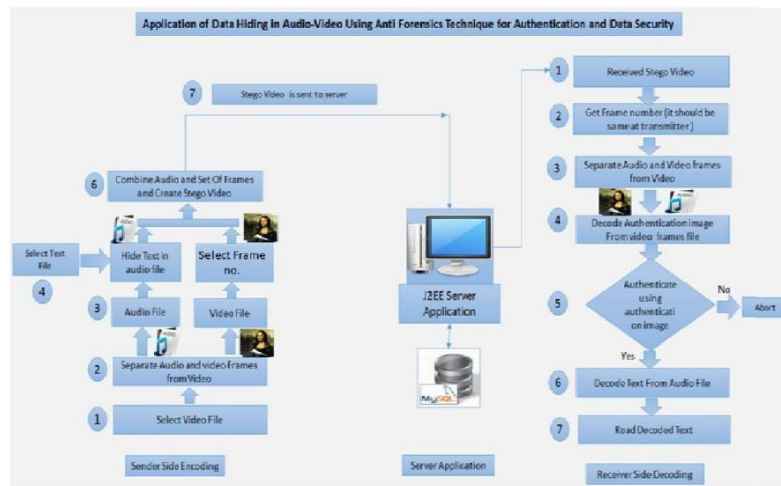 Application of Data Hiding in Audio-Video Using Anti Forensics Technique for Authentication and Data Security
7
Stego Video is sent to server
6
Combine Audio and Set Of Frames
and Create Stego Video
Select Text
File
4
Hide Text in
audio file
Select Frame
no.
3
Audio File
Video File
2
Separate Audio and video Frames
from Video
1
Select Video File
Sender Side Encoding
J2EE Server
Application
MySQL
Server Application
1
Received Stego Video
2
Get Frame number (it should be
same at transmitter )
3
Separate Audio and Video frames
from Video
4
Decode Authentication image
From video frames file
5
Authenticate
using
authenticati
on image
No
Abort
Yes
6
Decode Text From Audio File
7
Read Decoded Text
Receiver Side Decoding